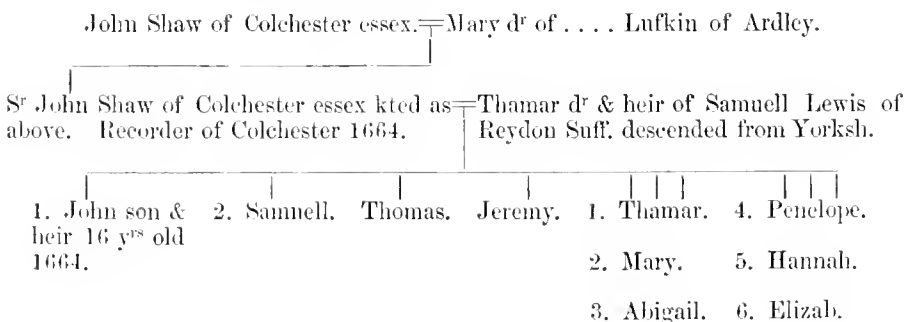 John Shaw of Colchester essex. Mary dʳ of . . . . Lufkin of Ardley.
Sʳ John Shaw of Colchester essex kted as
above. Recorder of Colchester 1664.
Thamar dʳ & heir of Samuell Lewis of
Reydon Suff. descended from Yorksh.
1. John son &
heir 16 yʳˢ old
1664.
2. Samuell. Thomas. Jeremy.
1. Thamar. 4. Penelope.
2. Mary. 5. Hannah.
3. Abigail. 6. Elizab.